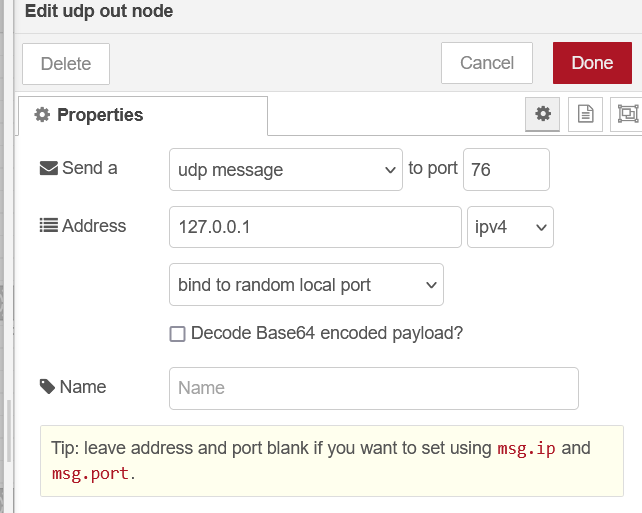 Edit udp out node
Delete Cancel Done
Properties
Send a udp message to port 76
Address 127.0.0.1 ipv4
bind to random local port
Decode Base64 encoded payload?
Name Name
Tip: leave address and port blank if you want to set using msg.ip and
msg.port.